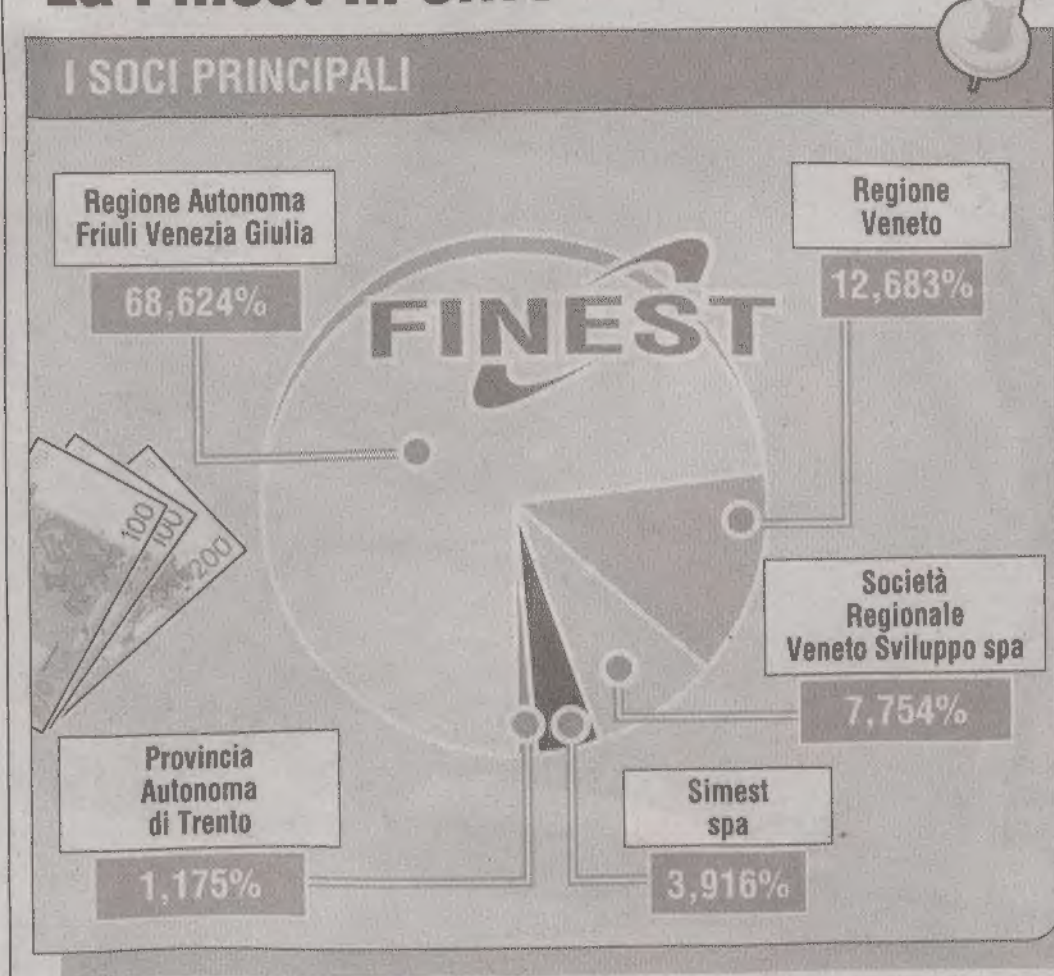 I SOCI PRINCIPALI
Regione Autonoma
Friuli Venezia Giulia
68,624%
Regione
Veneto
12,683%
FINEST
100
100
200
Società
Regionale
Veneto Sviluppo spa
7,754%
Provincia
Autonoma
di Trento
1,175%
Simest
spa
3,916%